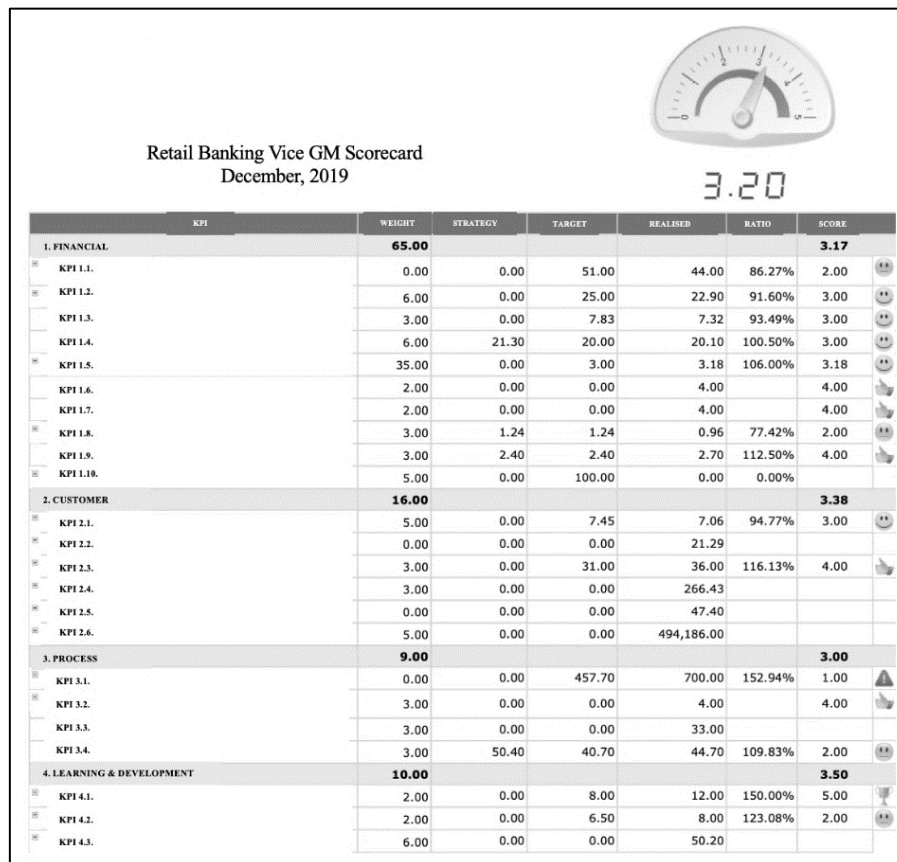 0 1 2 3 4 5
Retail Banking Vice GM Scorecard
December, 2019
3.20
KPI WEIGHT STRATEGY TARGET REALISED RATIO SCORE
1. FINANCIAL 65.00 3.17
KPI 1.1. 0.00 0.00 51.00 44.00 86.27% 2.00
KPI 1.2. 6.00 0.00 25.00 22.90 91.60% 3.00
KPI 1.3. 3.00 0.00 7.83 7.32 93.49% 3.00
KPI 1.4. 6.00 21.30 20.00 20.10 100.50% 3.00
KPI 1.5. 35.00 0.00 3.00 3.18 106.00% 3.18
KPI 1.6. 2.00 0.00 0.00 4.00 4.00
KPI 1.7. 2.00 0.00 0.00 4.00 4.00
KPI 1.8. 3.00 1.24 1.24 0.96 77.42% 2.00
KPI 1.9. 3.00 2.40 2.40 2.70 112.50% 4.00
KPI 1.10. 5.00 0.00 100.00 0.00 0.00%
2. CUSTOMER 16.00 3.38
KPI 2.1. 5.00 0.00 7.45 7.06 94.77% 3.00
KPI 2.2. 0.00 0.00 0.00 21.29
KPI 2.3. 3.00 0.00 31.00 36.00 116.13% 4.00
KPI 2.4. 3.00 0.00 0.00 266.43
KPI 2.5. 0.00 0.00 0.00 47.40
KPI 2.6. 5.00 0.00 0.00 494,186.00
3. PROCESS 9.00 3.00
KPI 3.1. 0.00 0.00 457.70 700.00 152.94% 1.00
KPI 3.2. 3.00 0.00 0.00 4.00 4.00
KPI 3.3. 3.00 0.00 0.00 33.00
KPI 3.4. 3.00 50.40 40.70 44.70 109.83% 2.00
4. LEARNING & DEVELOPMENT 10.00 3.50
KPI 4.1. 2.00 0.00 8.00 12.00 150.00% 5.00
KPI 4.2. 2.00 0.00 6.50 8.00 123.08% 2.00
KPI 4.3. 6.00 0.00 0.00 50.20